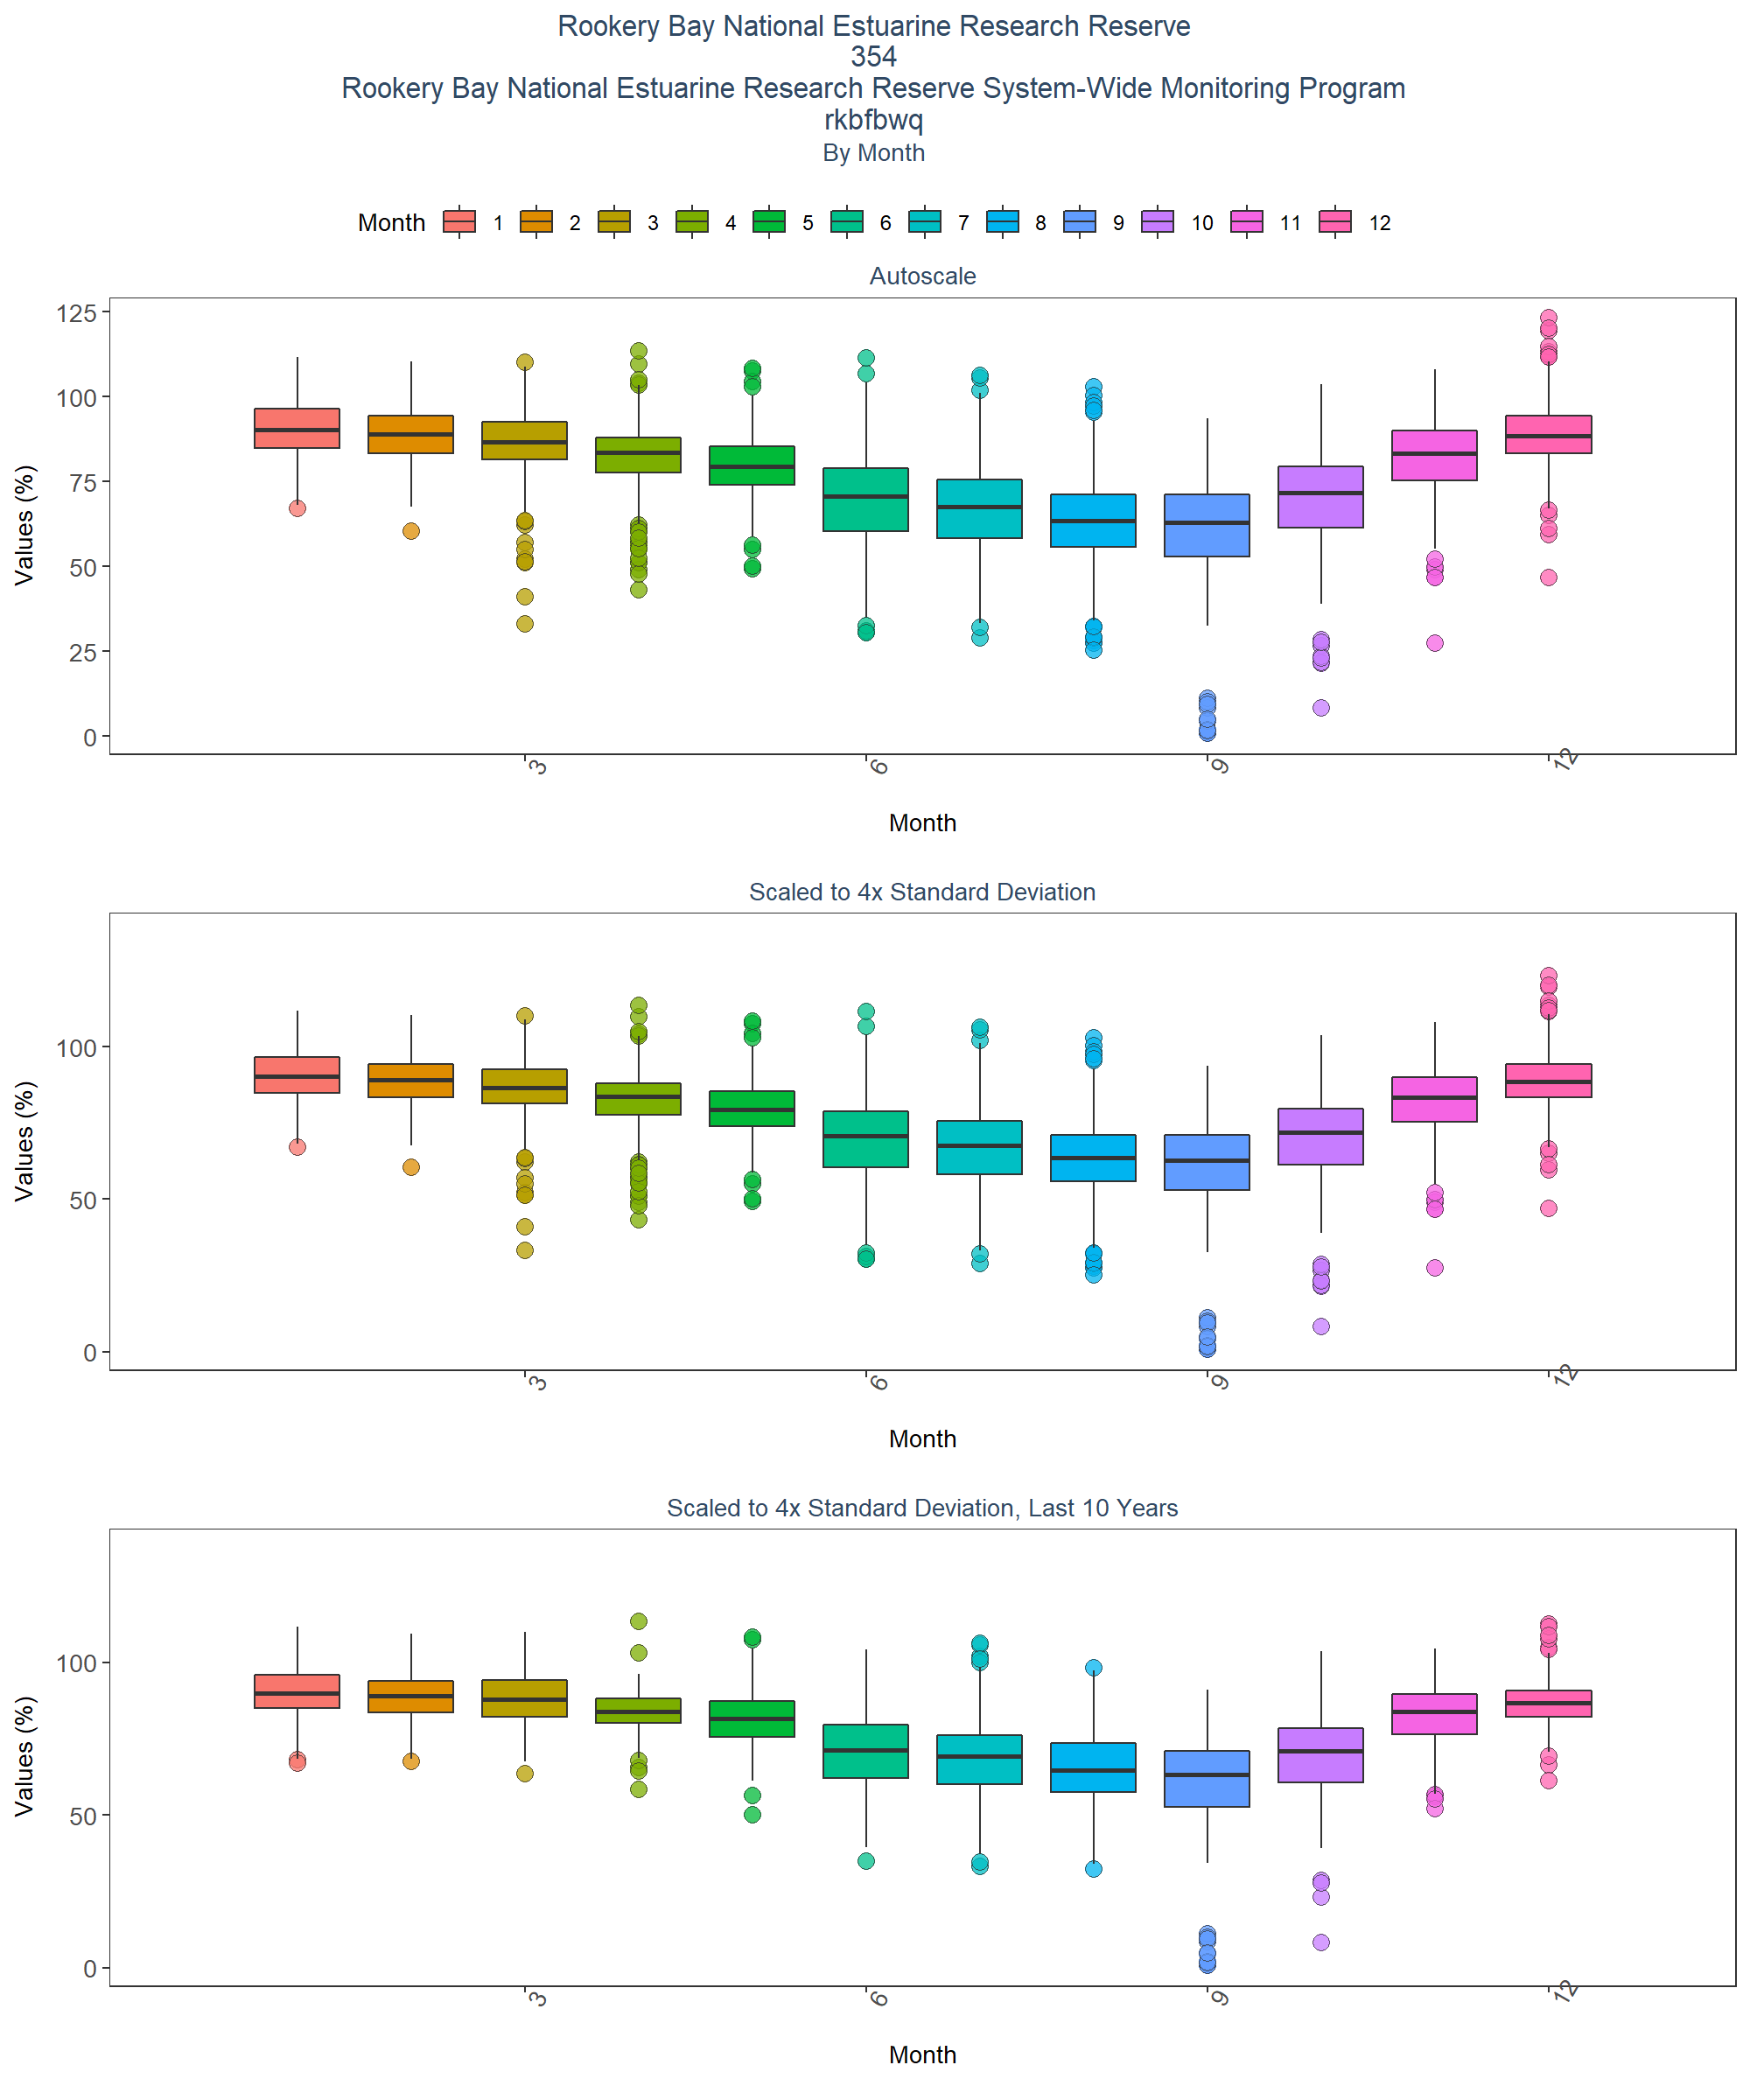 Rookery Bay National Estuarine Research Reserve
354
Rookery Bay National Estuarine Research Reserve System-Wide Monitoring Program
rkbfbwq
By Month
Month 1 2 3 4 5 6 7 8 9 10 11 12
Autoscale
125
100
75
50
25
0
Values (%)
3 6 9 12
Month
Scaled to 4x Standard Deviation
100
50
0
Values (%)
3 6 9 12
Month
Scaled to 4x Standard Deviation, Last 10 Years
100
50
0
Values (%)
3 6 9 12
Month